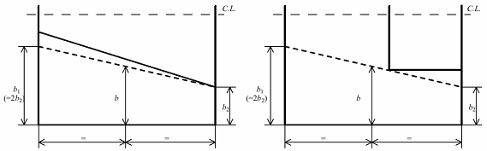 C.L.
b₁
(=2b₂)
b
b₂
=
=
C.L.
b₁
(=2b₂)
b
b₂
=
=